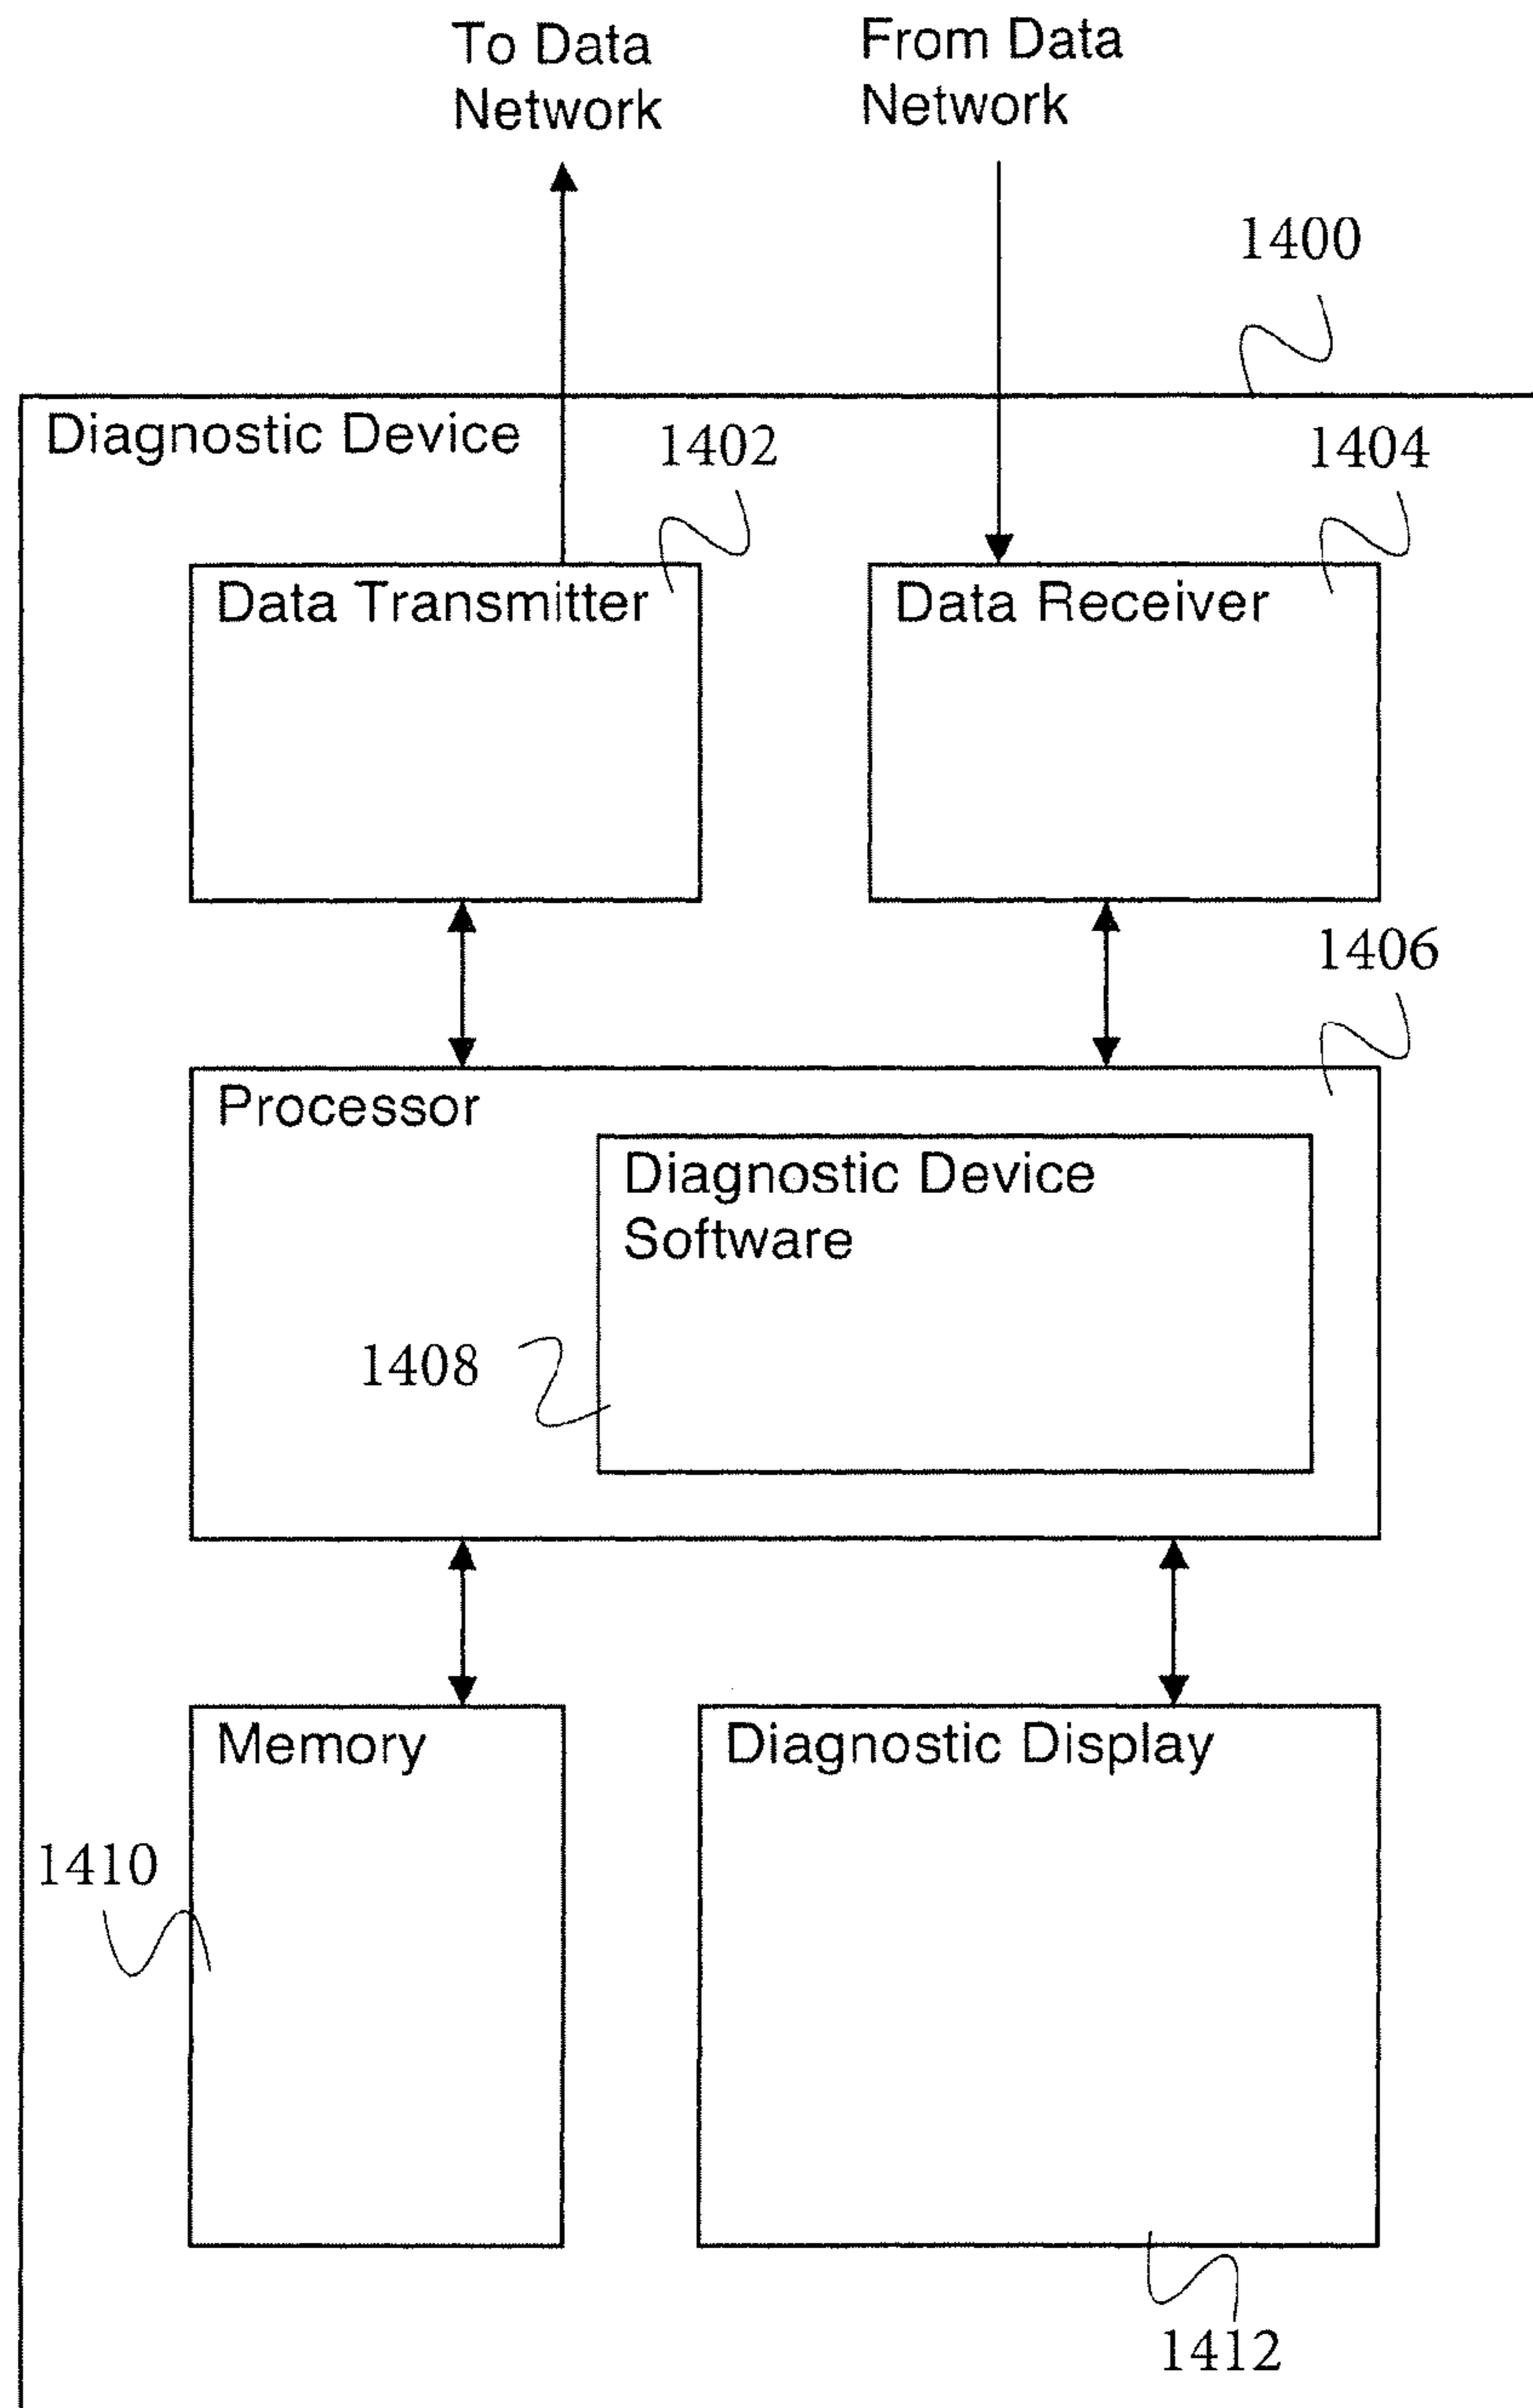 To Data
Network
From Data
Network
1400
Diagnostic Device
1402
1404
Data Transmitter
Data Receiver
1406
Processor
Diagnostic Device
Software
1408
Memory
Diagnostic Display
1410
1412